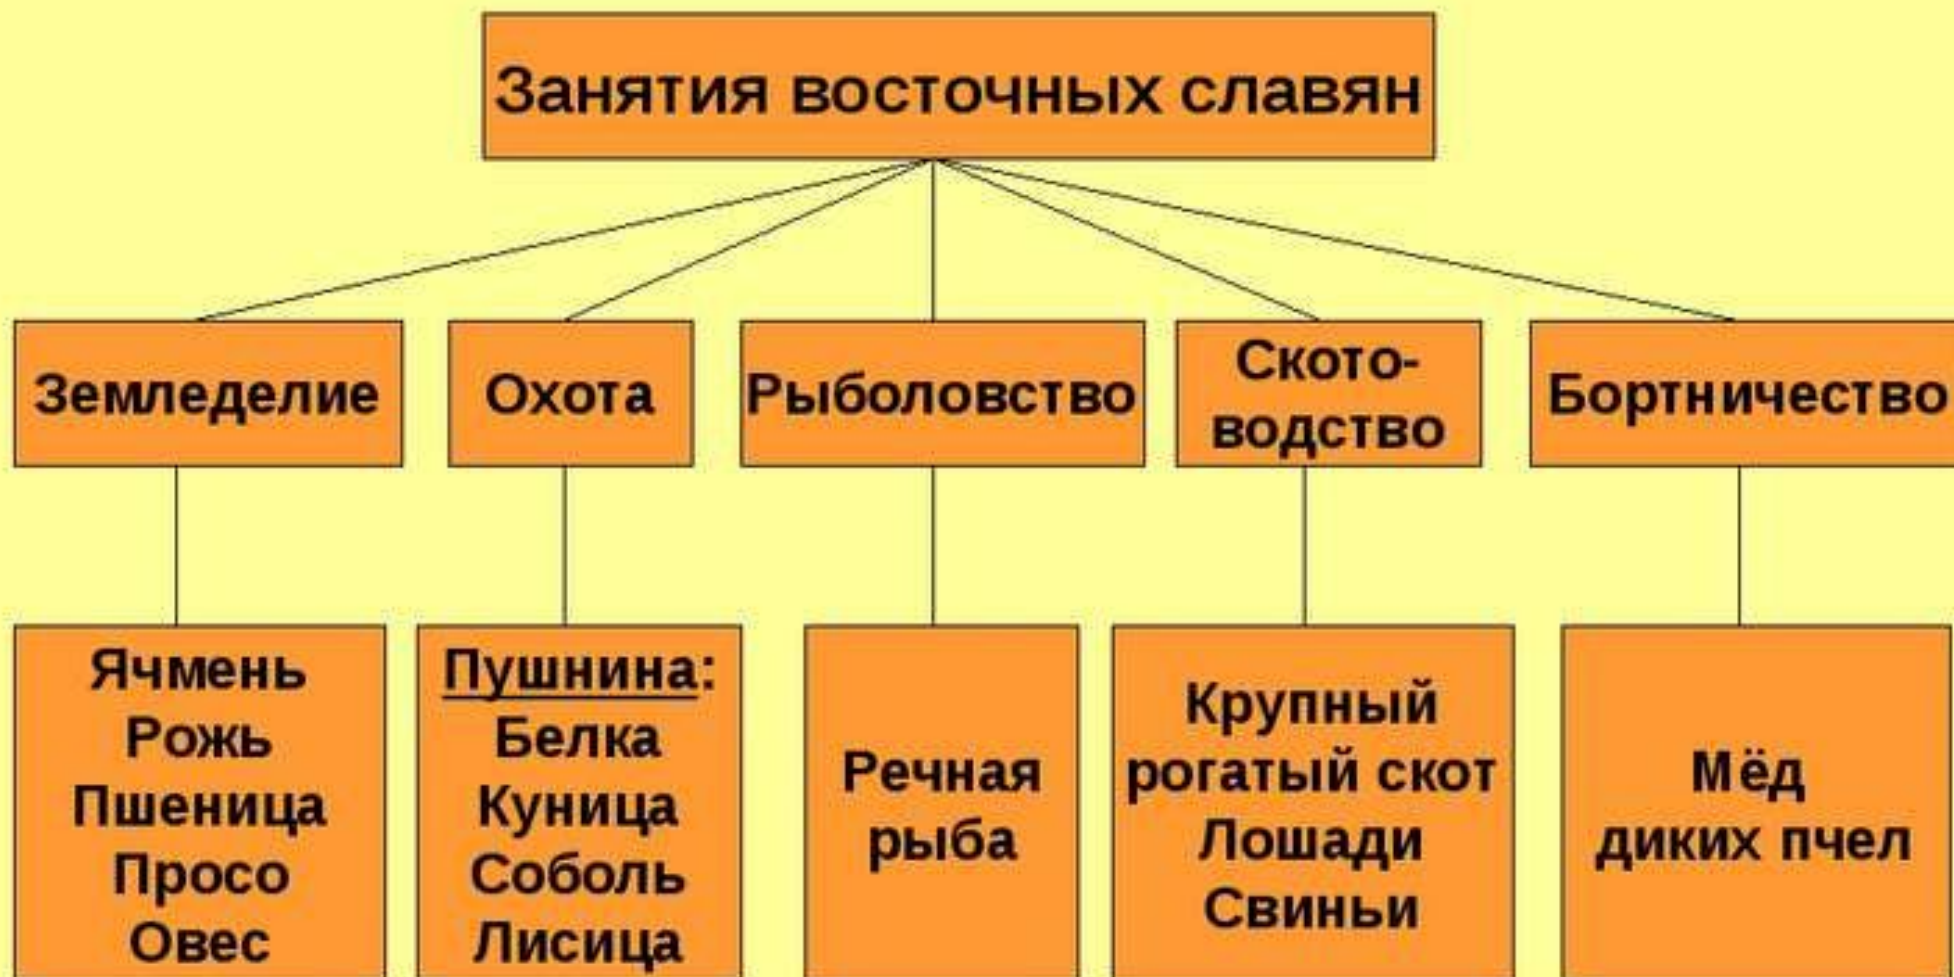 Занятия восточных славян
Земледелие
Охота
Рыболовство
Ското-
водство
Бортничество
Ячмень
Рожь
Пшеница
Просо
Овес
Пушнина:
Белка
Куница
Соболь
Лисица
Речная
рыба
Крупный
рогатый скот
Лошади
Свиньи
Мёд
диких пчел